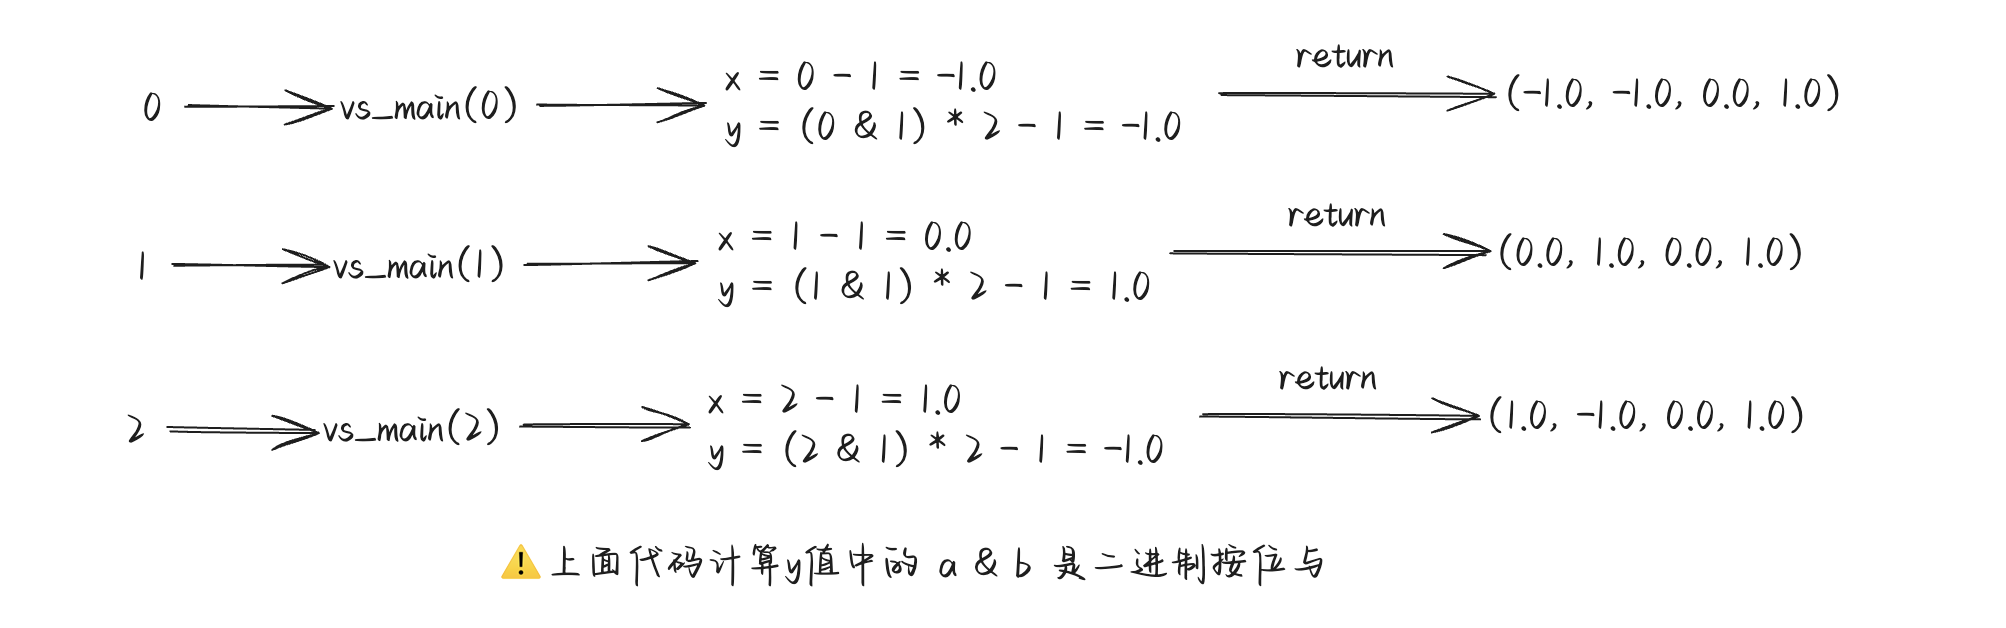 return
x = 0 - 1 = -1.0
0 vs_main(0) (-1.0, -1.0, 0.0, 1.0)
y = (0 & 1) * 2 - 1 = -1.0
return
x = 1 - 1 = 0.0
1 vs_main(1) (0.0, 1.0, 0.0, 1.0)
y = (1 & 1) * 2 - 1 = 1.0
return
x = 2 - 1 = 1.0
2 vs_main(2) (1.0, -1.0, 0.0, 1.0)
y = (2 & 1) * 2 - 1 = -1.0
⚠️ 上面代码计算y值中的 a & b 是二进制按位与